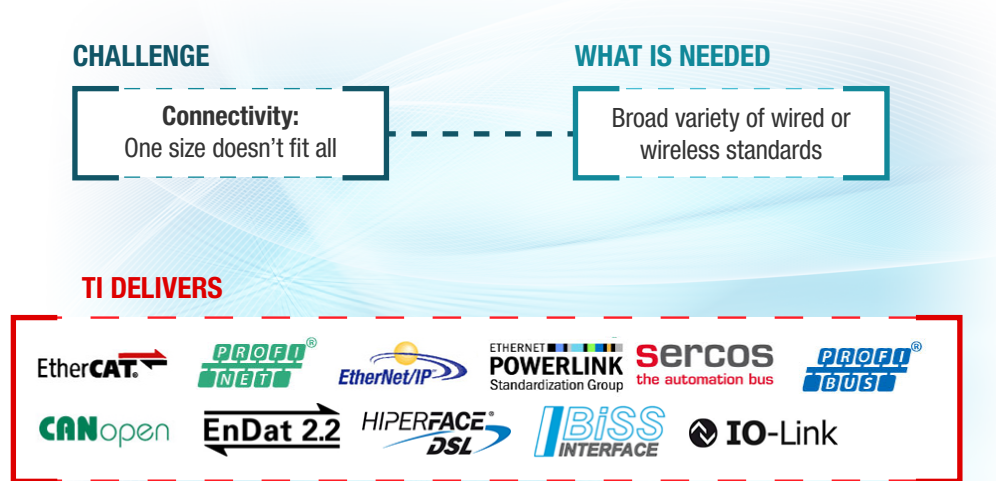 CHALLENGE
WHAT IS NEEDED
Connectivity:
One size doesn't fit all
Broad variety of wired or
wireless standards
TI DELIVERS
EtherCAT®
PROFI®
NET
EtherNet/IP™
ETHERNET
POWERLINK
Standardization Group
sercos
the automation bus
PROFI®
BUS
CANopen
EnDat 2.2
HIPERFACE®
DSL
BiSS
INTERFACE
IO-Link